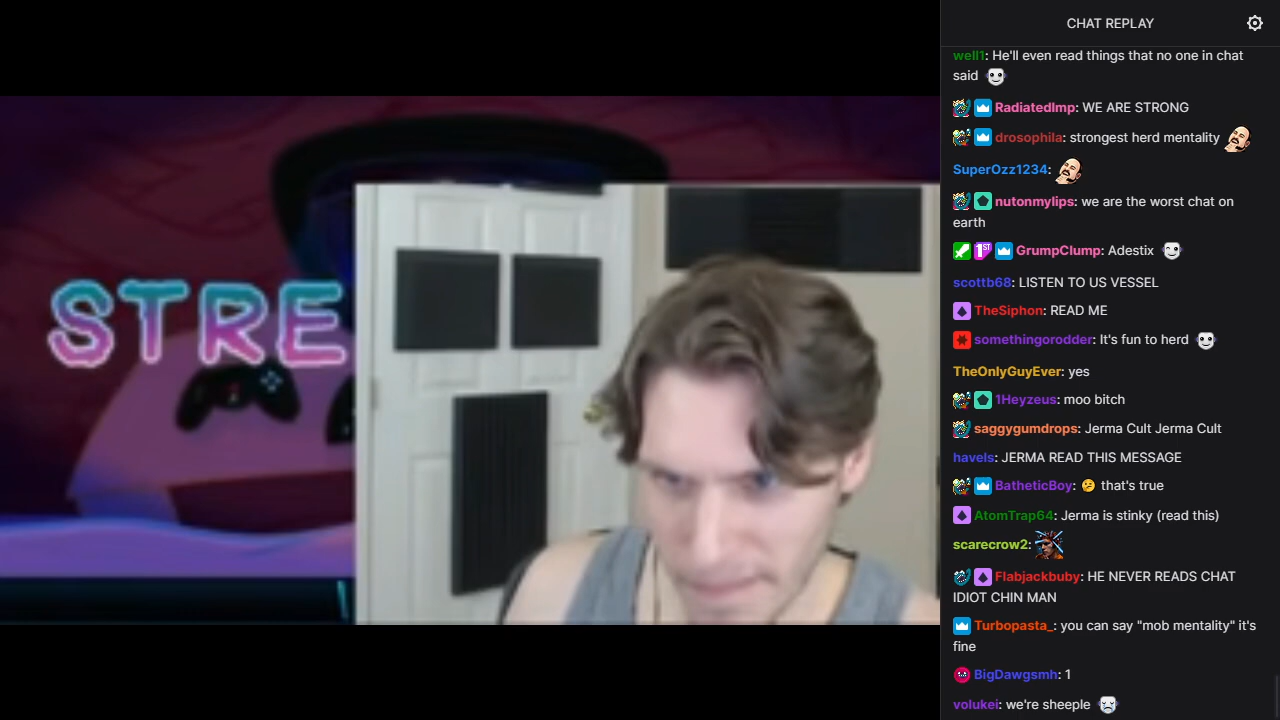 CHAT REPLAY
well1: He'll even read things that no one in chat
said
RadiatedImp: WE ARE STRONG
drosophila: strongest herd mentality
SuperOzz1234:
nutonmylips: we are the worst chat on
earth
1ST GrumpClump: Adestix
scottb68: LISTEN TO US VESSEL
TheSiphon: READ ME
somethingorodder: It's fun to herd
TheOnlyGuyEver: yes
1Heyzeus: moo bitch
saggygumdrops: Jerma Cult Jerma Cult
havels: JERMA READ THIS MESSAGE
BatheticBoy: that's true
AtomTrap64: Jerma is stinky (read this)
scarecrow2:
Flabjackbuby: HE NEVER READS CHAT
IDIOT CHIN MAN
Turbopasta_: you can say "mob mentality" it's
fine
BigDawgsmh: 1
volukei: we're sheeple
STRE